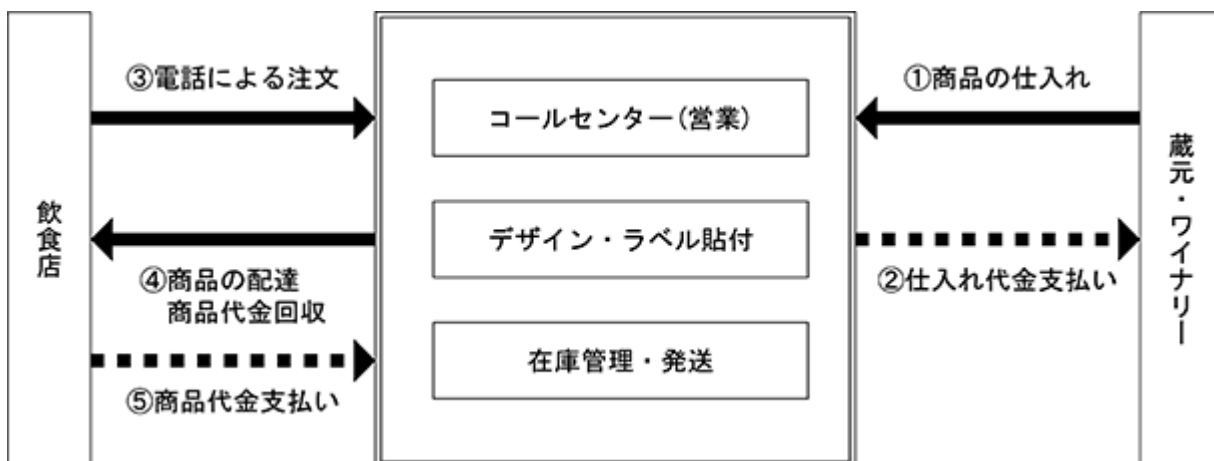 飲食店
③電話による注文
④商品の配達
商品代金回収
⑤商品代金支払い
コールセンター(営業)
デザイン・ラベル貼付
在庫管理・発送
①商品の仕入れ
②仕入れ代金支払い
蔵元・ワイナリー